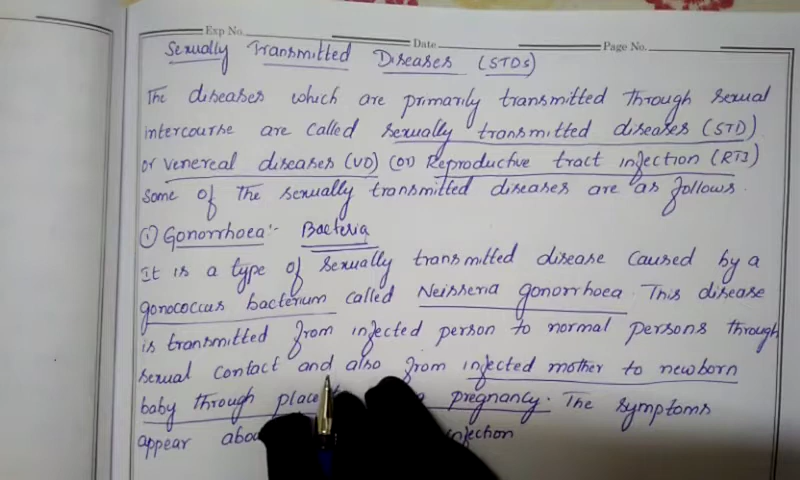 Exp No.
Date
Page No.
Sexually Transmitted Diseases (STDs)
The diseases which are primarily transmitted through sexual
intercourse are called sexually transmitted diseases (STD)
or venereal diseases (VD) (or) Reproductive tract infection (RTI)
some of the sexually transmitted diseases are as follows.
① Gonorrhoea:- Bacteria
It is a type of sexually transmitted disease caused by a
gonococcus bacterium called Neisseria gonorrhoea. This disease
is transmitted from infected person to normal persons through
sexual contact and also from infected mother to newborn
baby through pregnancy. The symptoms
appear